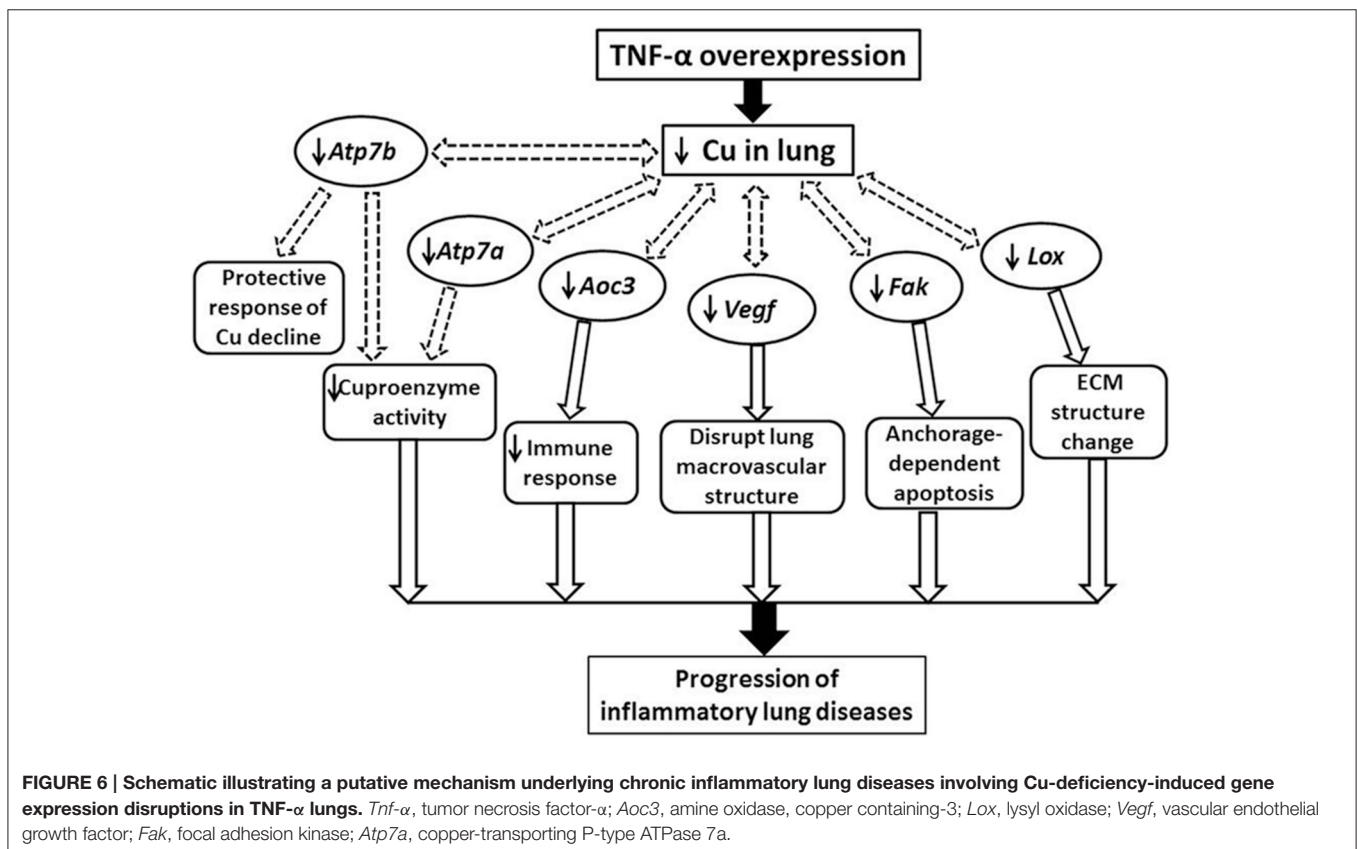 TNF-α overexpression
↓ Cu in lung
↓Atp7b
↓Atp7a
↓Aoc3
↓ Vegf
↓Fak
↓ Lox
Protective
response of
Cu decline
↓Cuproenzyme
activity
↓Immune
response
Disrupt lung
macrovascular
structure
Anchorage-
dependent
apoptosis
ECM
structure
change
Progression of
inflammatory lung diseases
FIGURE 6 | Schematic illustrating a putative mechanism underlying chronic inflammatory lung diseases involving Cu-deficiency-induced gene
expression disruptions in TNF-α lungs. Tnf-α, tumor necrosis factor-α; Aoc3, amine oxidase, copper containing-3; Lox, lysyl oxidase; Vegf, vascular endothelial
growth factor; Fak, focal adhesion kinase; Atp7a, copper-transporting P-type ATPase 7a.